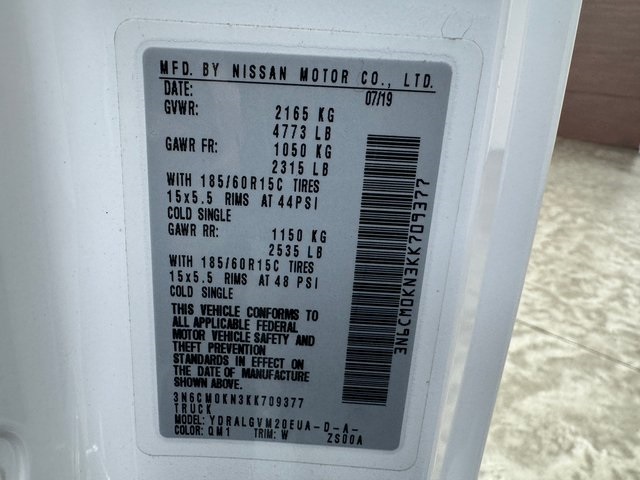 MFD. BY NISSAN MOTOR CO., LTD.
DATE: 07/19
GVWR: 2165 KG
4773 LB
GAWR FR: 1050 KG
2315 LB
WITH 185/60R15C TIRES
15x5.5 RIMS AT 44PSI
COLD SINGLE
GAWR RR: 1150 KG
2535 LB
WITH 185/60R15C TIRES
15x5.5 RIMS AT 48 PSI
COLD SINGLE
THIS VEHICLE CONFORMS TO
ALL APPLICABLE FEDERAL
MOTOR VEHICLE SAFETY AND
THEFT PREVENTION
STANDARDS IN EFFECT ON
THE DATE OF MANUFACTURE
SHOWN ABOVE.
3N6CM0KN3KK709377
TRUCK
MODEL: YDRALGVM20EUA-D-A-
COLOR: QM1 TRIM: W ZS00A
3N6CM0KN3KK709377